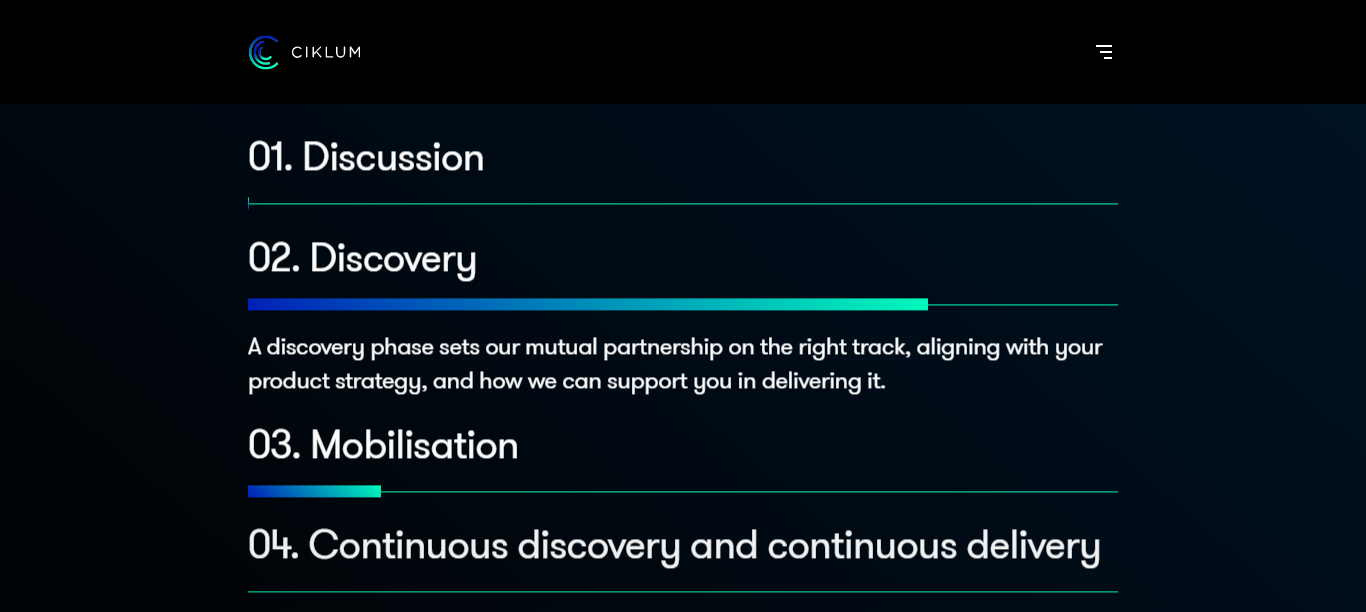 CIKLUM
01. Discussion
02. Discovery
A discovery phase sets our mutual partnership on the right track, aligning with your
product strategy, and how we can support you in delivering it.
03. Mobilisation
04. Continuous discovery and continuous delivery